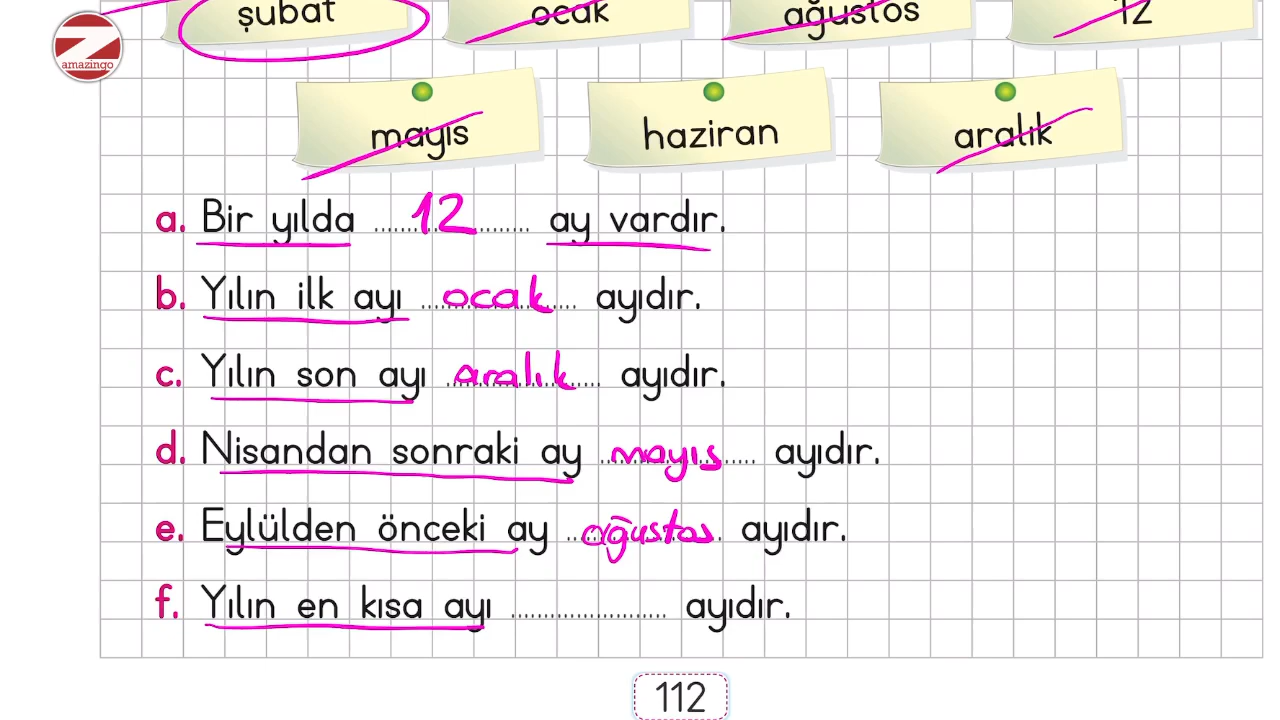 şubat ocak ağustos 12
amazingo
mayıs haziran aralık
a. Bir yılda 12 ay vardır.
b. Yılın ilk ayı ocak ayıdır.
c. Yılın son ayı aralık ayıdır.
d. Nisandan sonraki ay mayıs ayıdır.
e. Eylülden önceki ay ağustos ayıdır.
f. Yılın en kısa ayı ........................ ayıdır.
112